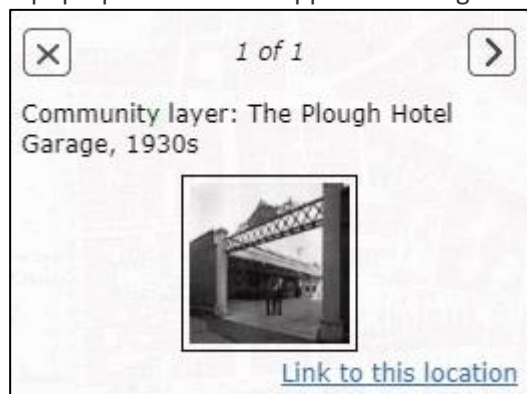 1 of 1
Community layer: The Plough Hotel
Garage, 1930s
Link to this location